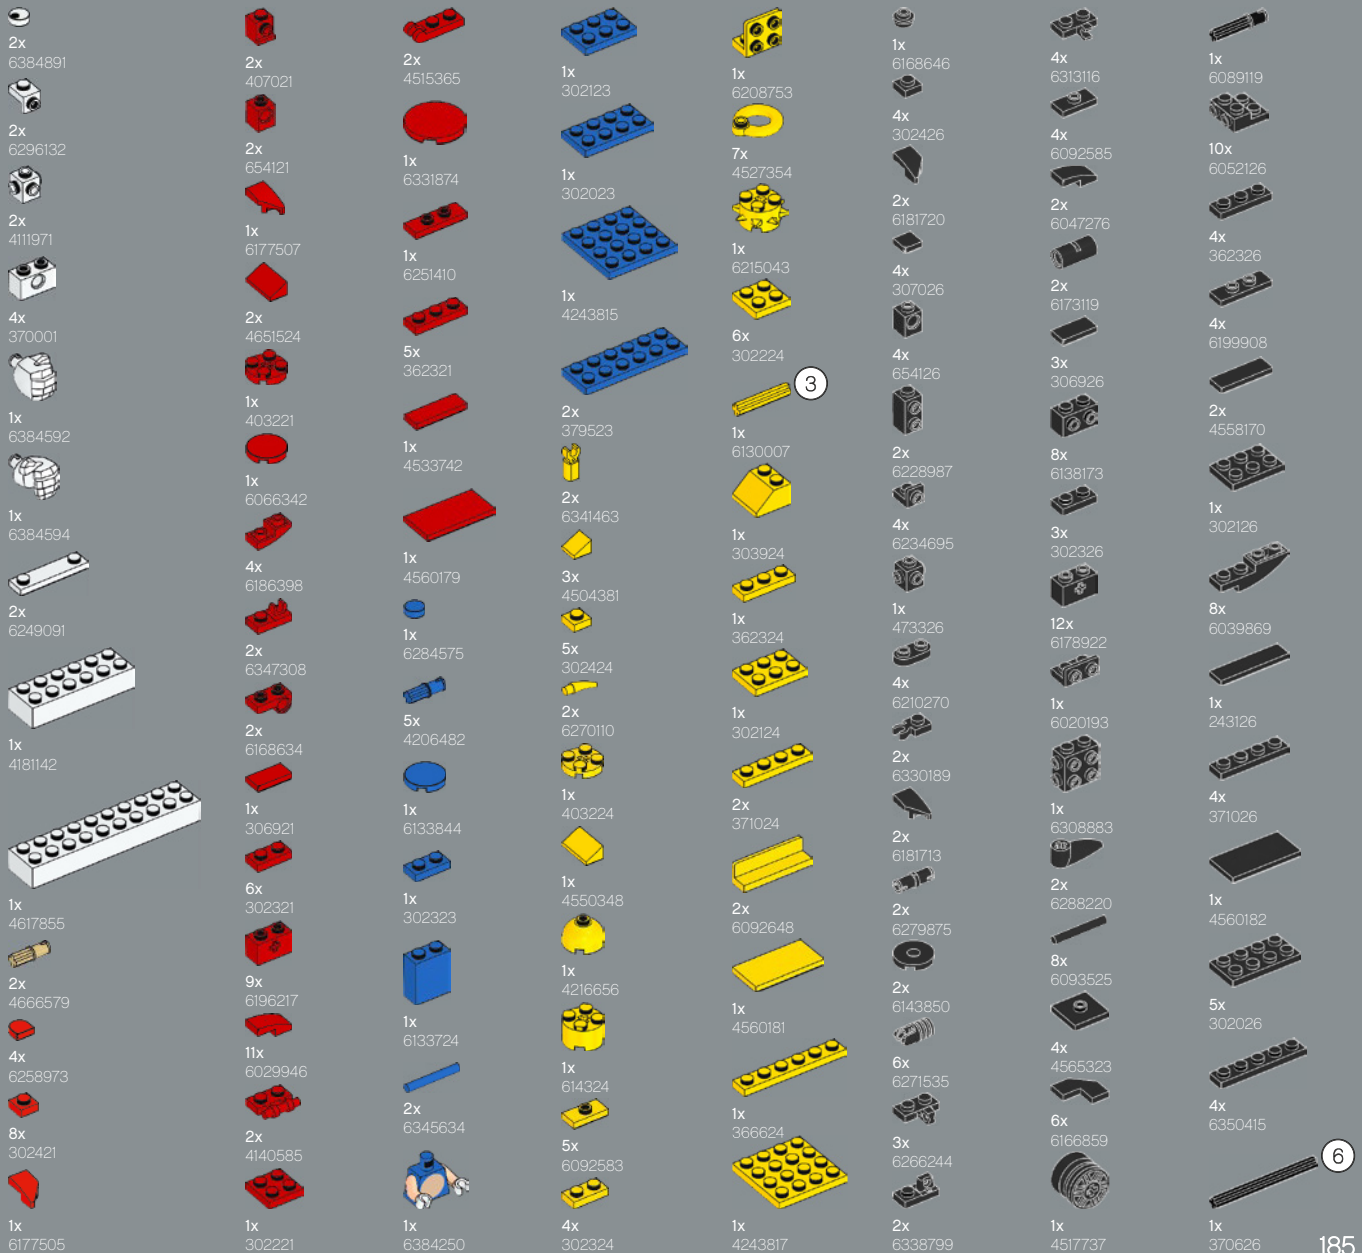 2x
6384891
2x
6296132
2x
4111971
4x
370001
1x
6384592
1x
6384594
2x
6249091
1x
4181142
1x
4617855
2x
4666579
4x
6258973
8x
302421
1x
6177505
2x
407021
2x
654121
1x
6177507
2x
4651524
1x
403221
1x
6066342
4x
6186398
2x
6347308
2x
6168634
1x
306921
6x
302321
9x
6196217
11x
6029946
2x
4140585
1x
302221
2x
4515365
1x
6331874
1x
6251410
5x
362321
1x
4533742
1x
4560179
1x
6284575
5x
4206482
1x
6133844
1x
302323
1x
6133724
2x
6345634
1x
6384250
1x
302123
1x
302023
1x
4243815
2x
379523
2x
6341463
3x
4504381
5x
302424
2x
6270110
1x
403224
1x
4550348
1x
4216656
1x
614324
5x
6092583
4x
302324
1x
6208753
7x
4527354
1x
6215043
6x
302224
3
1x
6130007
1x
303924
1x
362324
1x
302124
2x
371024
2x
6092648
1x
4560181
1x
366624
1x
4243817
1x
6168646
4x
302426
2x
6181720
4x
307026
4x
654126
2x
6228987
4x
6234695
1x
473326
4x
6210270
2x
6330189
2x
6181713
2x
6279875
2x
6143850
6x
6271535
3x
6266244
2x
6338799
4x
6313116
4x
6092585
2x
6047276
2x
6173119
3x
306926
8x
6138173
3x
302326
12x
6178922
1x
6020193
1x
6308883
2x
6288220
8x
6093525
4x
4565323
6x
6166859
1x
4517737
1x
6089119
10x
6052126
4x
362326
4x
6199908
2x
4558170
1x
302126
8x
6039869
1x
243126
4x
371026
1x
4560182
5x
302026
4x
6350415
6
1x
370626
185